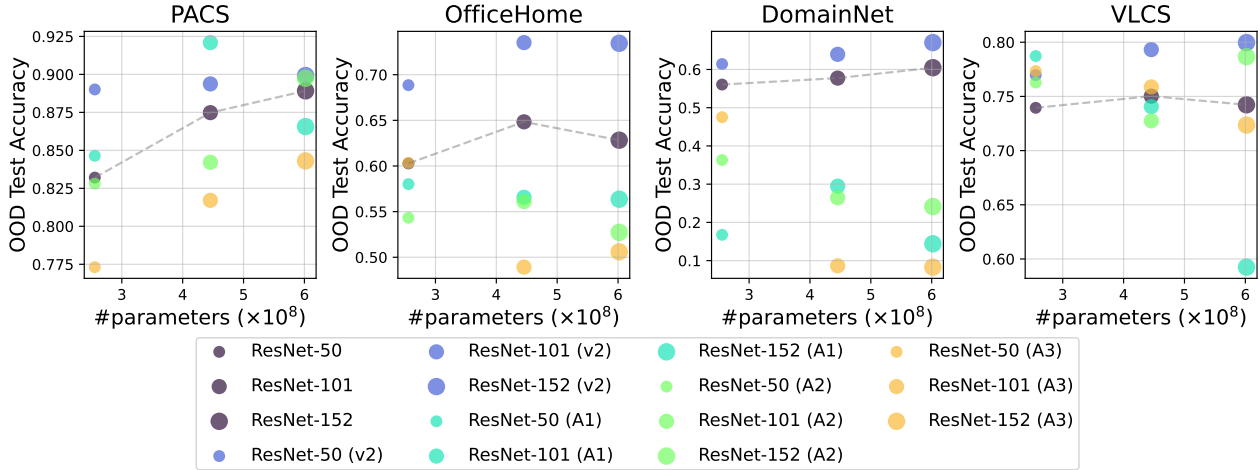 PACS
OOD Test Accuracy
0.925
0.900
0.875
0.850
0.825
0.800
0.775
3 4 5 6
#parameters (×10⁸)
OfficeHome
OOD Test Accuracy
0.70
0.65
0.60
0.55
0.50
3 4 5 6
#parameters (×10⁸)
DomainNet
OOD Test Accuracy
0.6
0.5
0.4
0.3
0.2
0.1
3 4 5 6
#parameters (×10⁸)
VLCS
OOD Test Accuracy
0.80
0.75
0.70
0.65
0.60
3 4 5 6
#parameters (×10⁸)
ResNet-50
ResNet-101
ResNet-152
ResNet-50 (v2)
ResNet-101 (v2)
ResNet-152 (v2)
ResNet-50 (A1)
ResNet-101 (A1)
ResNet-152 (A1)
ResNet-50 (A2)
ResNet-101 (A2)
ResNet-152 (A2)
ResNet-50 (A3)
ResNet-101 (A3)
ResNet-152 (A3)